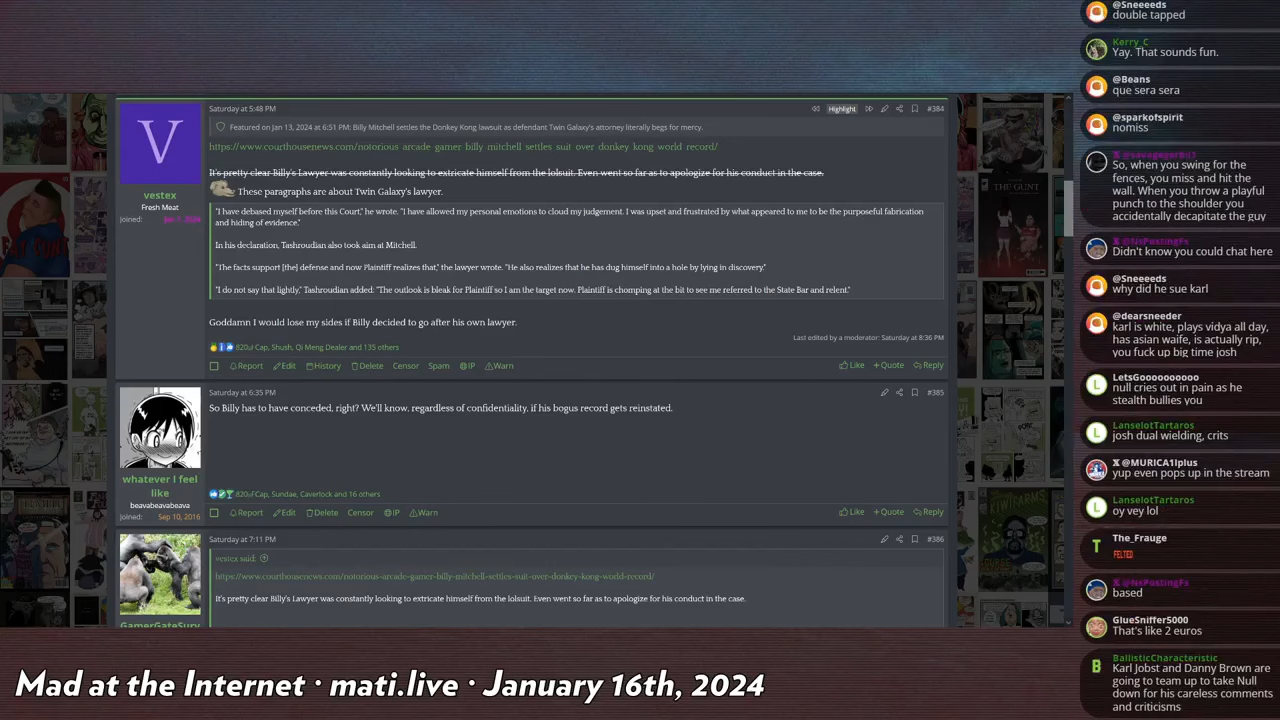 Saturday at 5:48 PM
Highlight
#384
Featured on Jan 13, 2024 at 6:51 PM: Billy Mitchell settles the Donkey Kong lawsuit as defendant Twin Galaxy's attorney literally begs for mercy.
https://www.courthousenews.com/notorious-arcade-gamer-billy-mitchell-settles-suit-over-donkey-kong-world-record/
It's pretty clear Billy's Lawyer was constantly looking to extricate himself from the lolsuit. Even went so far as to apologize for his conduct in the case.
These paragraphs are about Twin Galaxy's lawyer.
V
vestex
Fresh Meat
Joined:
"I have debased myself before this Court," he wrote. "I have allowed my personal emotions to cloud my judgement. I was upset and frustrated by what appeared to me to be the purposeful fabrication
and hiding of evidence."
In his declaration, Tashroudian also took aim at Mitchell.
"The facts support [the] defense and now Plaintiff realizes that," the lawyer wrote. "He also realizes that he has dug himself into a hole by lying in discovery."
"I do not say that lightly," Tashroudian added: "The outlook is bleak for Plaintiff so I am the target now. Plaintiff is chomping at the bit to see me referred to the State Bar and relent."
Goddamn I would lose my sides if Billy decided to go after his own lawyer.
Last edited by a moderator: Saturday at 8:36 PM
Cap, Shush, Qi Meng Dealer and 135 others
Report Edit History Delete Censor Spam IP Warn
Like + Quote Reply
Saturday at 6:35 PM
#385
So Billy has to have conceded, right? We'll know, regardless of confidentiality, if his bogus record gets reinstated.
whatever I feel
like
beavabeavabeava
Joined: Sep 10, 2016
Cap, Sundae, Caverlock and 16 others
Report Edit Delete Censor IP Warn
Like + Quote Reply
Saturday at 7:11 PM
#386
vestex said:
https://www.courthousenews.com/notorious-arcade-gamer-billy-mitchell-settles-suit-over-donkey-kong-world-record/
It's pretty clear Billy's Lawyer was constantly looking to extricate himself from the lolsuit. Even went so far as to apologize for his conduct in the case.
GamerGateSurv
THE GUNT
KIWIFARMS
@Sneeeeds
double tapped
Kerry_C
Yay. That sounds fun.
@Beans
que sera sera
@sparkofspirit
nomiss
So, when you swing for the
fences, you miss and hit the
wall. When you throw a playful
punch to the shoulder you
accidentally decapitate the guy
@NxPostingFs
Didn't know you could chat here
@Sneeeds
why did he sue karl
@dearsneeder
karl is white, plays vidya all day,
has asian waife, is actually rip,
you fuck up big time josh
LetsGoooooooooo
null cries out in pain as he
stealth bullies you
LanselotTartaros
josh dual wielding, crits
@MURICA1Iplus
yup even pops up in the stream
LanselotTartaros
oy vey lol
T
The_Frauge
FELTED
@NxPostingFs
based
GlueSniffer5000
That's like 2 euros
B
BallisticCharacteristic
Karl Jobst and Danny Brown are
going to team up to take Null
down for his careless comments
and criticisms
Mad at the Internet · mati.live · January 16th, 2024